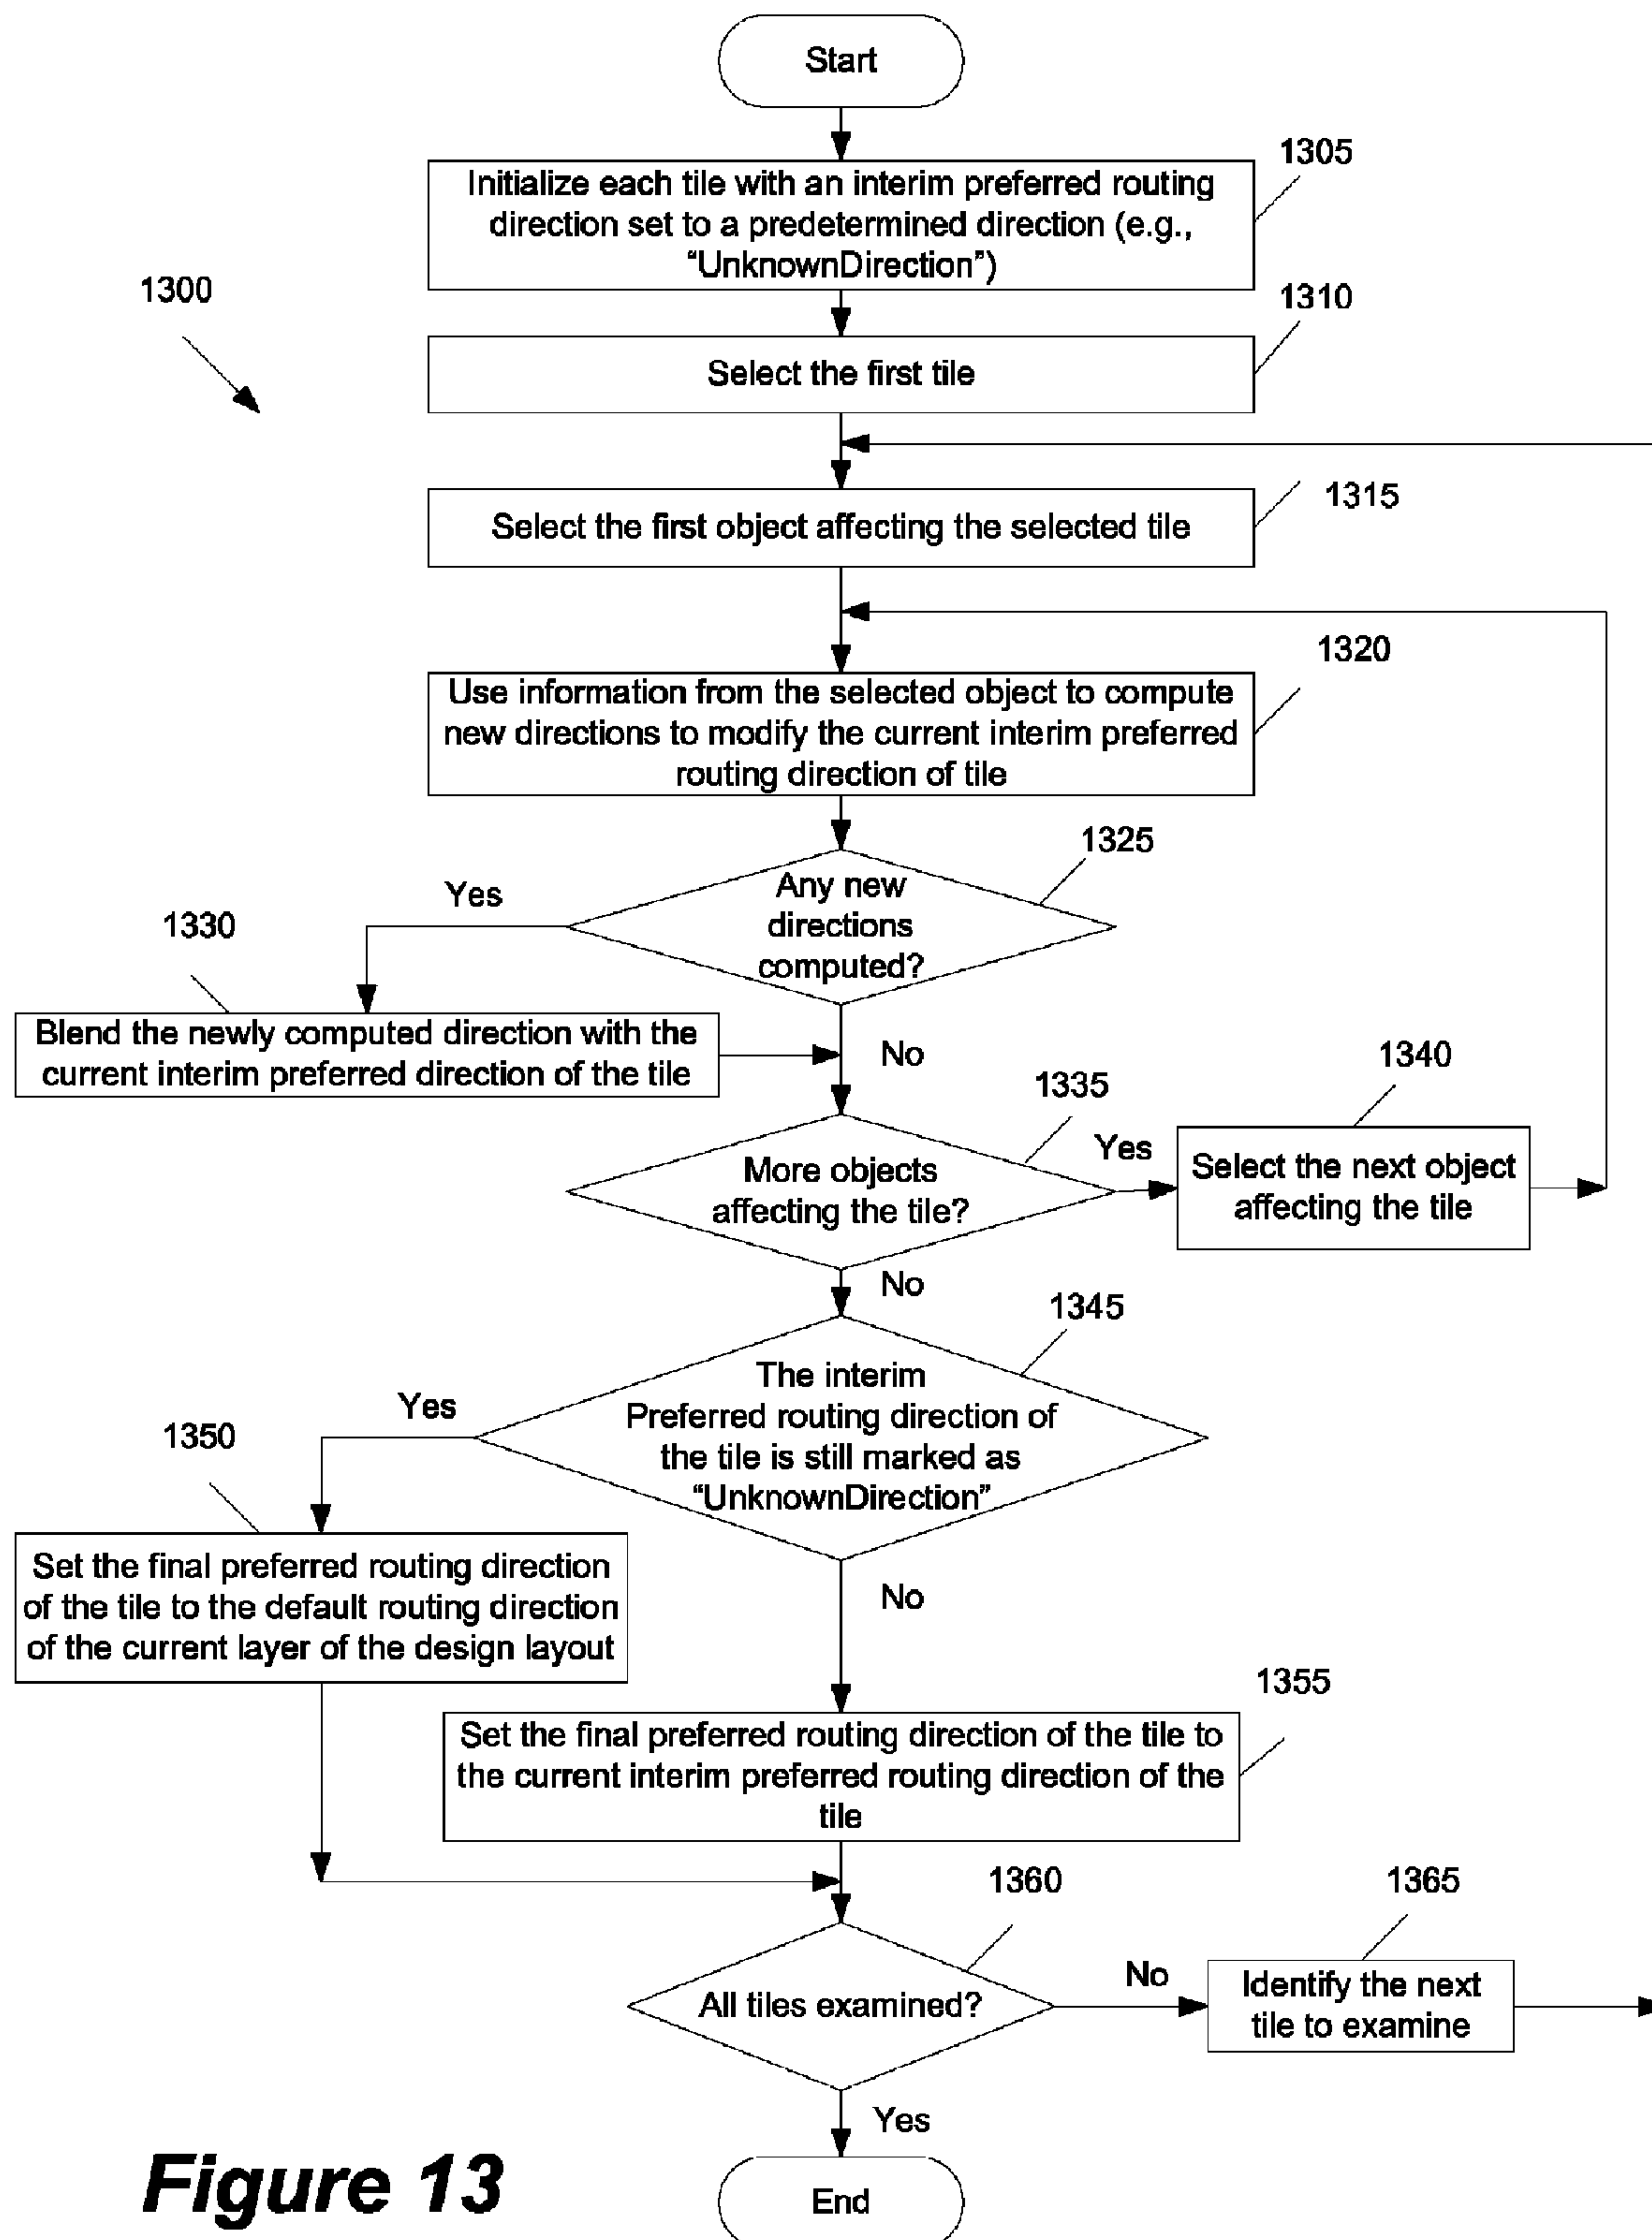 Start
1305
Initialize each tile with an interim preferred routing
direction set to a predetermined direction (e.g.,
“UnknownDirection”)
1300
1310
Select the first tile
1315
Select the first object affecting the selected tile
1320
Use information from the selected object to compute
new directions to modify the current interim preferred
routing direction of tile
1325
Any new
directions
computed?
Yes
1330
Blend the newly computed direction with the
current interim preferred direction of the tile
No
1335
More objects
affecting the tile?
Yes
1340
Select the next object
affecting the tile
No
1345
The interim
Preferred routing direction of
the tile is still marked as
“UnknownDirection”
Yes
1350
Set the final preferred routing direction
of the tile to the default routing direction
of the current layer of the design layout
No
1355
Set the final preferred routing direction of the tile to
the current interim preferred routing direction of the
tile
1360
All tiles examined?
No
1365
Identify the next
tile to examine
Yes
End
Figure 13